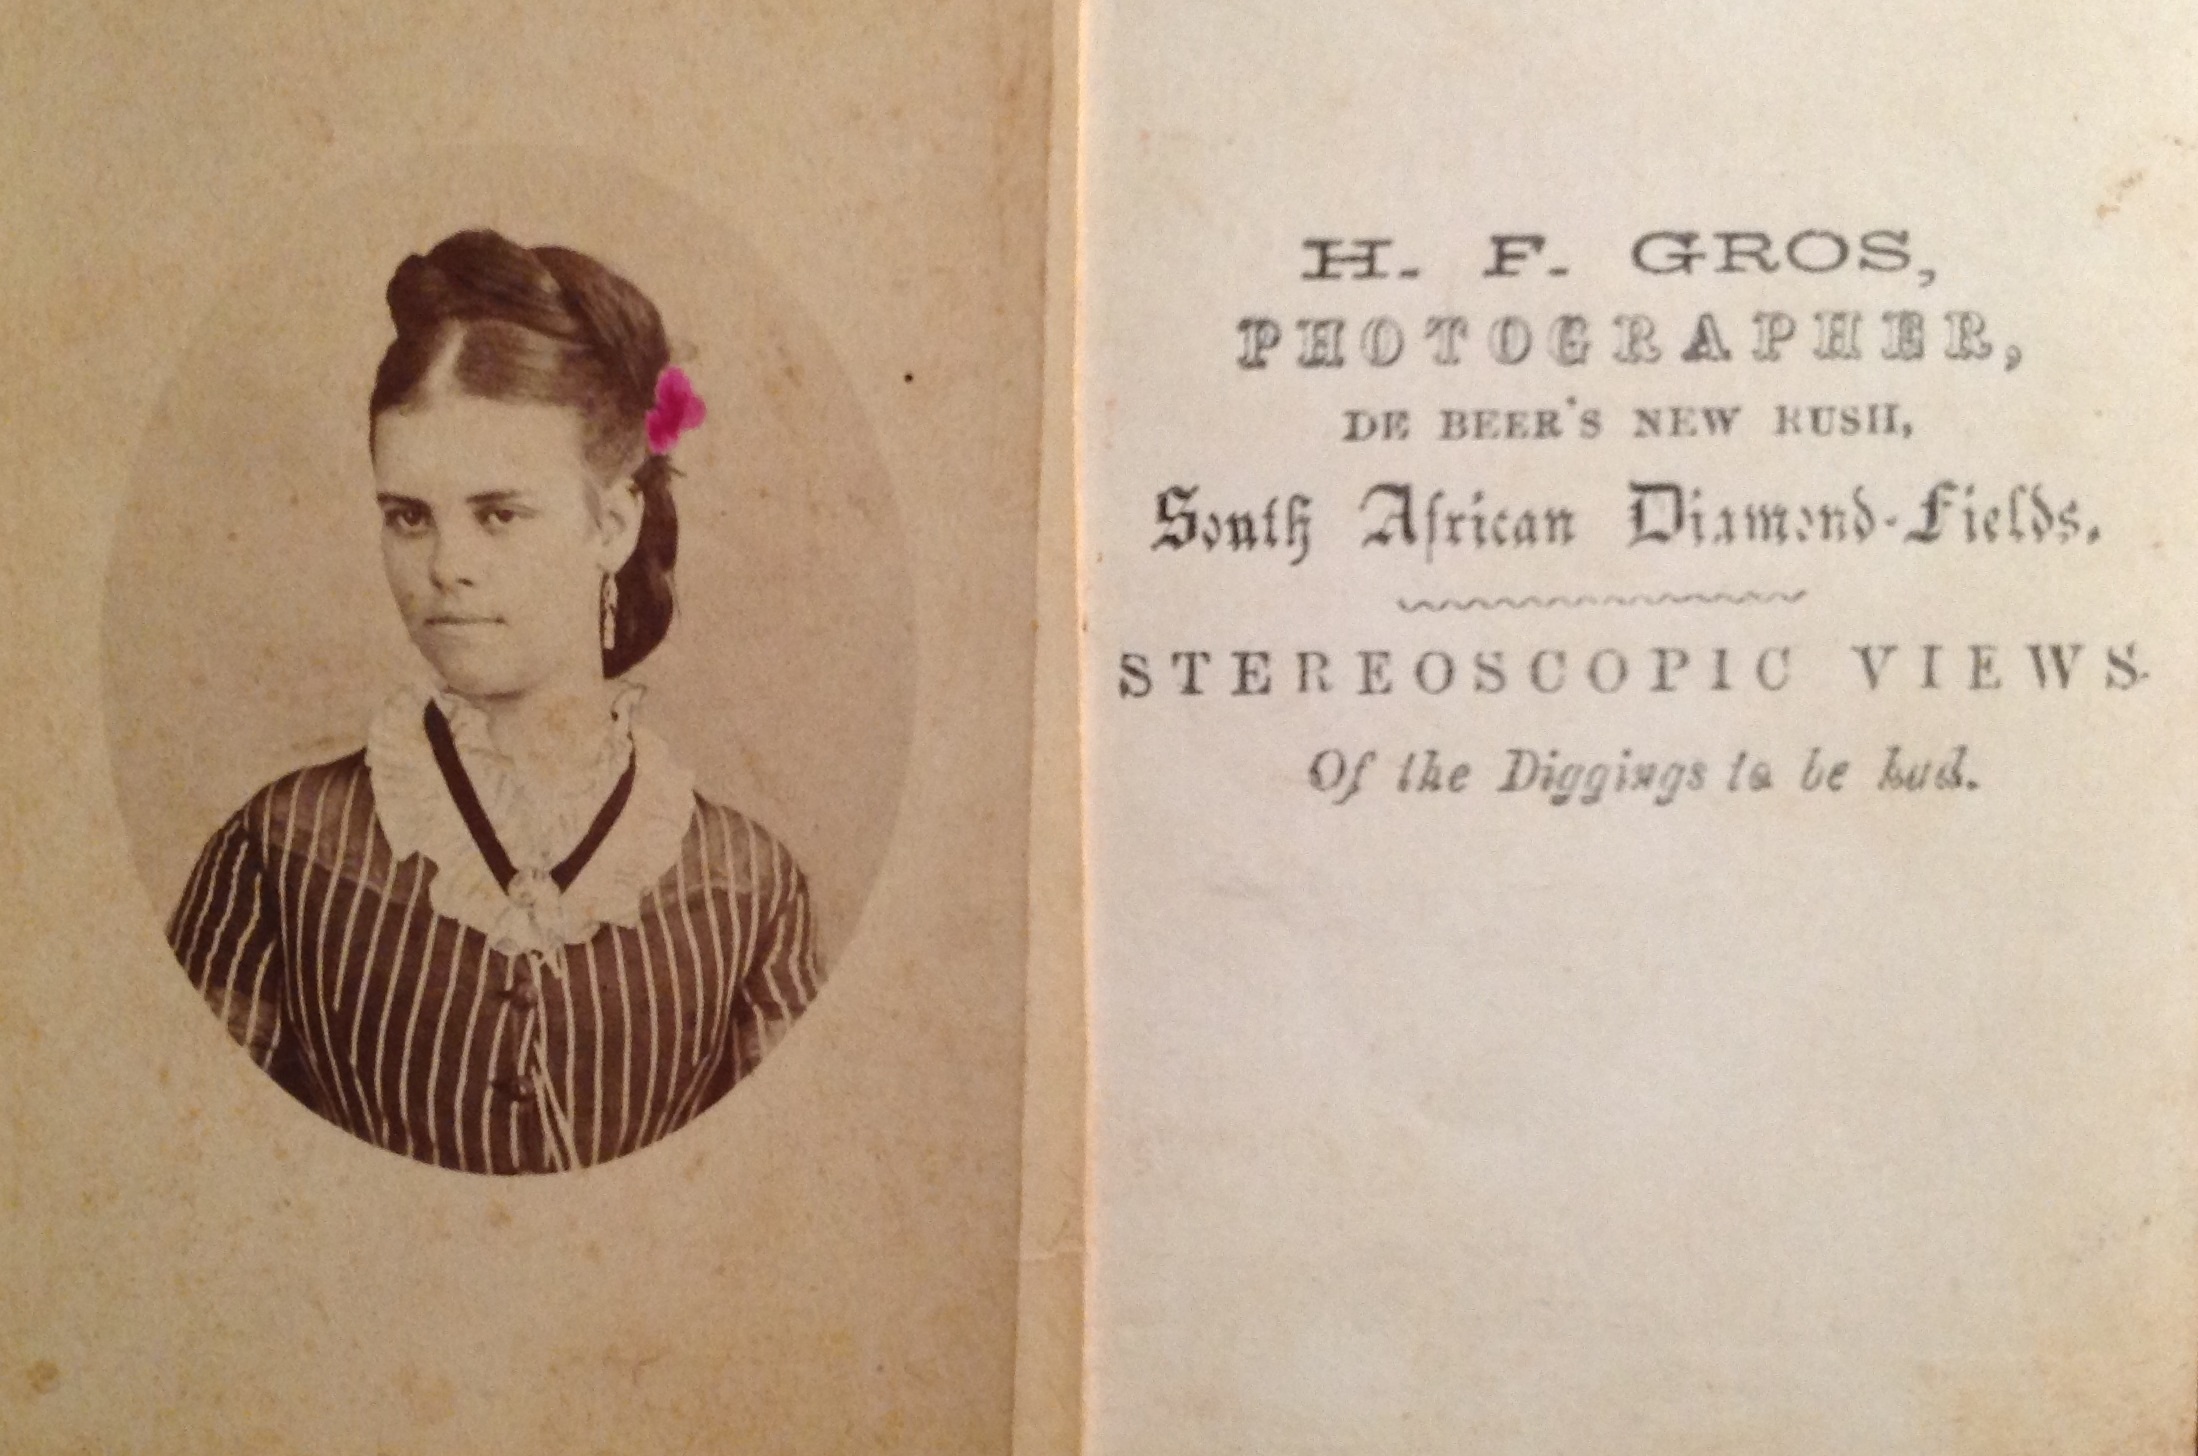 H. F. GROS,
PHOTOGRAPHER,
DE BEER'S NEW RUSH,
South African Diamond-Fields.
STEREOSCOPIC VIEWS.
Of the Diggings to be had.